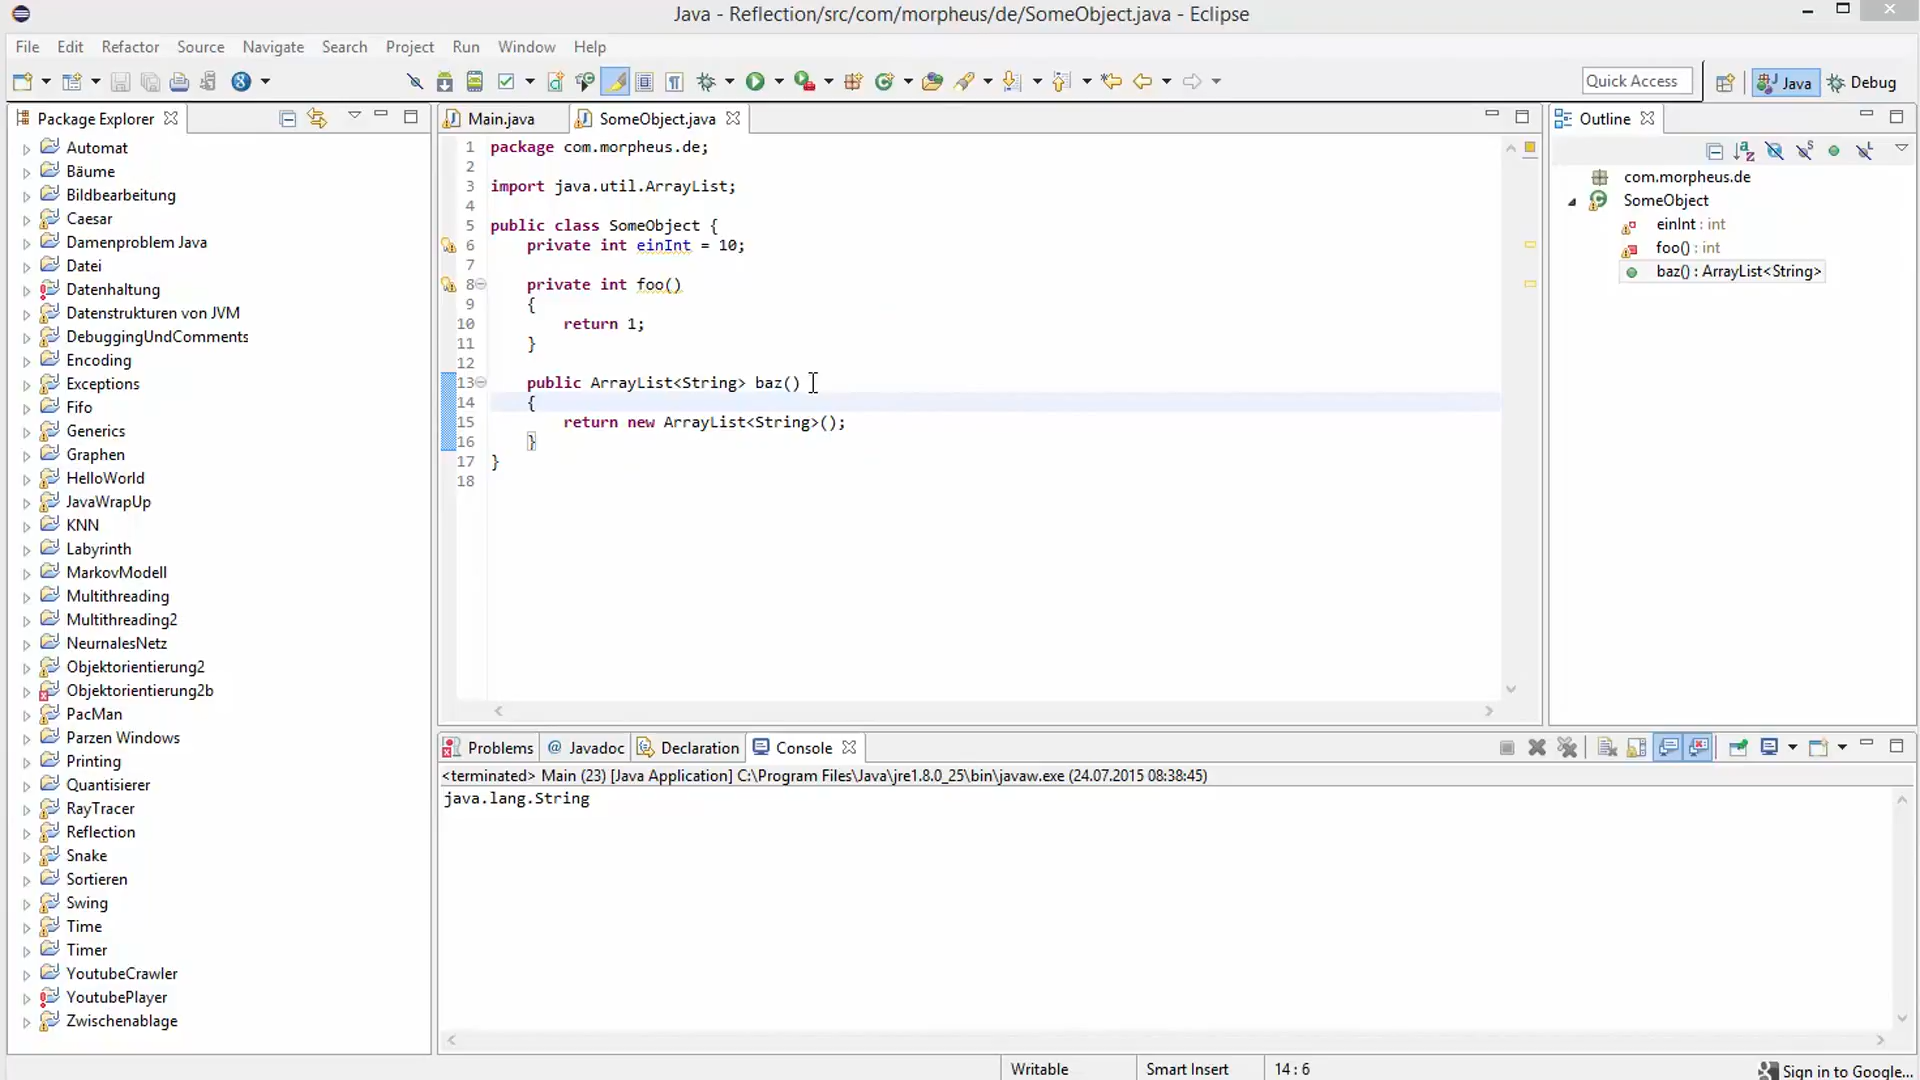 Java - Reflection/src/com/morpheus/de/SomeObject.java - Eclipse
File Edit Refactor Source Navigate Search Project Run Window Help
Quick Access
Java
Debug
Package Explorer
Automat
Bäume
Bildbearbeitung
Caesar
Damenproblem Java
Datei
Datenhaltung
Datenstrukturen von JVM
DebuggingUndComments
Encoding
Exceptions
Fifo
Generics
Graphen
HelloWorld
JavaWrapUp
KNN
Labyrinth
MarkovModell
Multithreading
Multithreading2
NeurnalesNetz
Objektorientierung2
Objektorientierung2b
PacMan
Parzen Windows
Printing
Quantisierer
RayTracer
Reflection
Snake
Sortieren
Swing
Time
Timer
YoutubeCrawler
YoutubePlayer
Zwischenablage
Main.java
SomeObject.java
1 package com.morpheus.de;
2
3 import java.util.ArrayList;
4
5 public class SomeObject {
6 private int einInt = 10;
7
8 private int foo()
9 {
10 return 1;
11 }
12
13 public ArrayList<String> baz()
14 {
15 return new ArrayList<String>();
16 }
17 }
18
Outline
com.morpheus.de
SomeObject
einInt : int
foo() : int
baz() : ArrayList<String>
Problems @ Javadoc Declaration Console
<terminated> Main (23) [Java Application] C:\Program Files\Java\jre1.8.0_25\bin\javaw.exe (24.07.2015 08:38:45)
java.lang.String
Writable
Smart Insert
14 : 6
Sign in to Google...